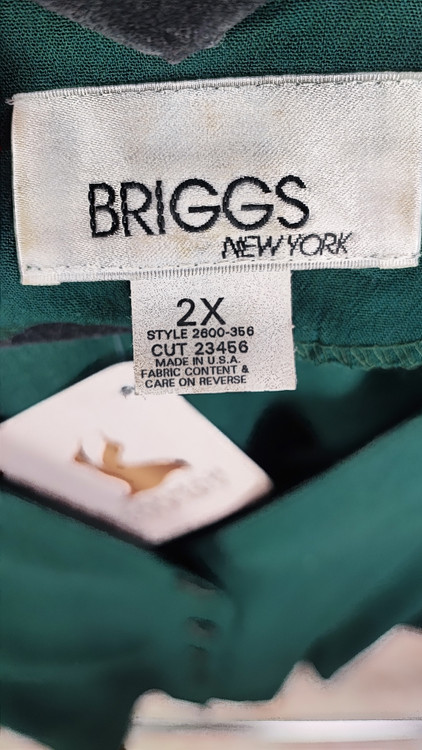 BRIGGS
NEW YORK
2X
STYLE 2600-356
CUT 23456
MADE IN U.S.A.
FABRIC CONTENT &
CARE ON REVERSE